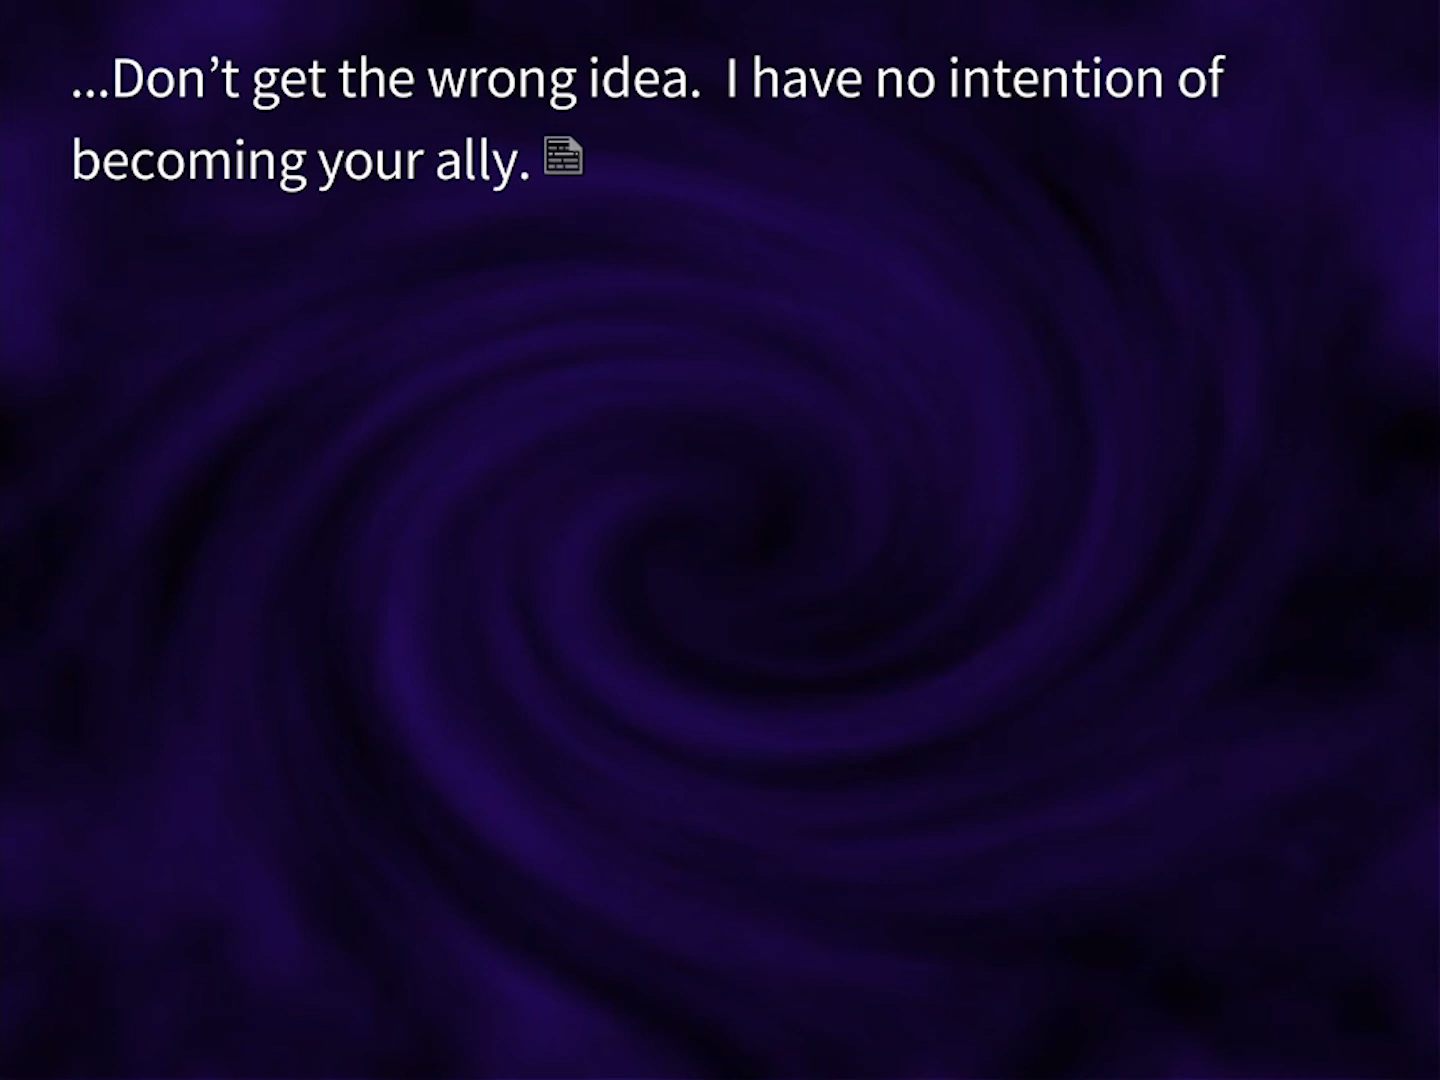 ...Don’t get the wrong idea.  I have no intention of
becoming your ally.